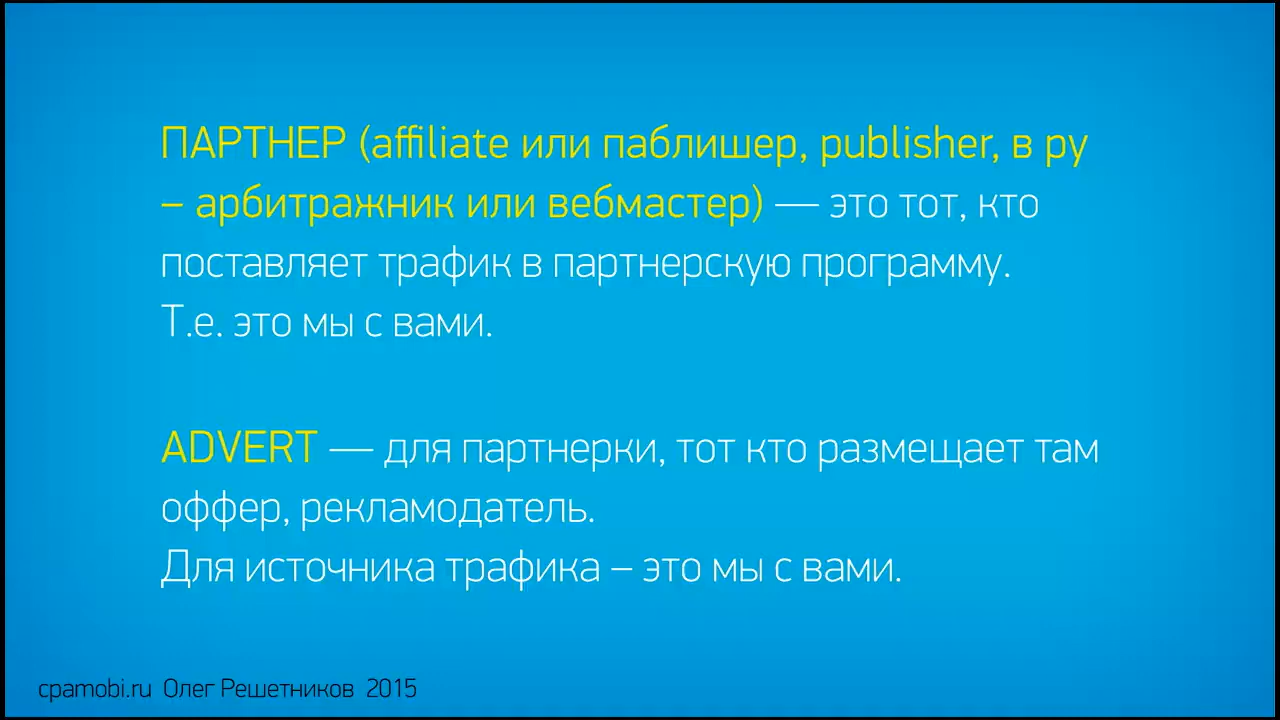 ПАРТНЕР (affiliate или паблишер, publisher, в ру
– арбитражник или вебмастер) — это тот, кто
поставляет трафик в партнерскую программу.
Т.е. это мы с вами.
ADVERT — для партнерки, тот кто размещает там
оффер, рекламодатель.
Для источника трафика – это мы с вами.
cpamobi.ru Олег Решетников 2015